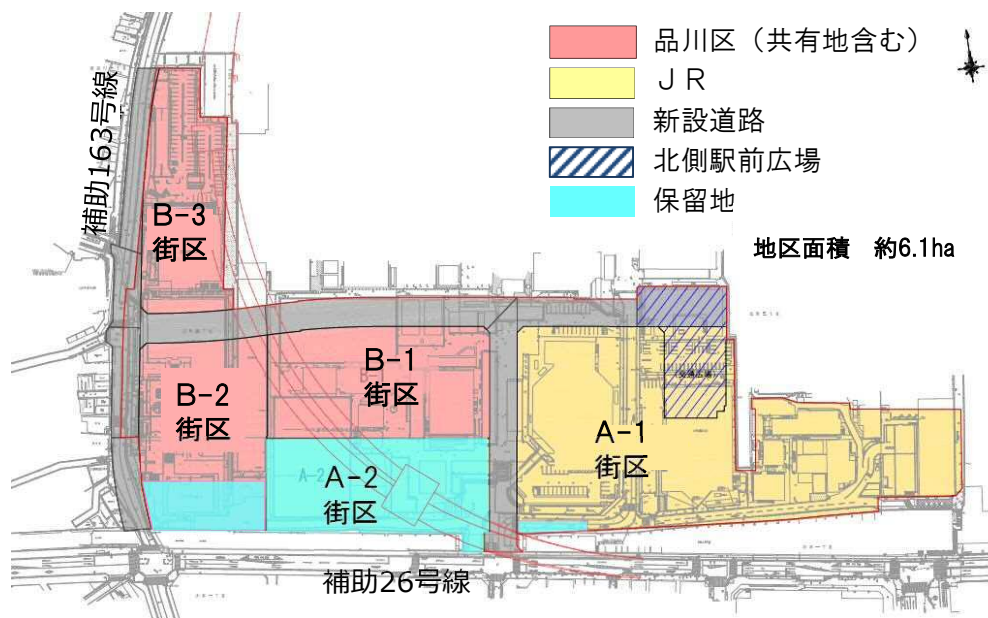 品川区（共有地含む）
ＪＲ
新設道路
北側駅前広場
保留地
地区面積　約6.1ha
補助163号線
B-3
街区
B-1
街区
B-2
街区
A-1
街区
A-2
A-2
街区
補助26号線